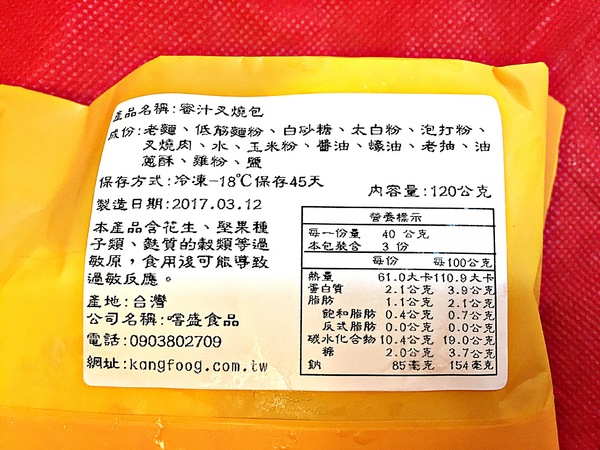 產品名稱:蜜汁叉燒包
成份:老麵、低筋麵粉、白砂糖、太白粉、泡打粉、
叉燒肉、水、玉米粉、醬油、蠔油、老抽、油
蔥酥、雞粉、鹽
保存方式:冷凍-18℃保存45天
內容量:120公克
製造日期:2017.03.12
本產品含花生、堅果種
子類、麩質的穀類等過
敏原,食用後可能導致
過敏反應。
產地:台灣
公司名稱:嗜盛食品
電話:0903802709
網址:kangfoog.com.tw
營養標示
每一份量 40 公克
本包裝含 3 份
每份 每100公克
熱量 61.0大卡 110.9大卡
蛋白質 2.1公克 3.9公克
脂肪 1.1公克 2.1公克
飽和脂肪 0.4公克 0.7公克
反式脂肪 0.0公克 0.0公克
碳水化合物 10.4公克 19.0公克
糖 2.0公克 3.7公克
鈉 85毫克 154毫克